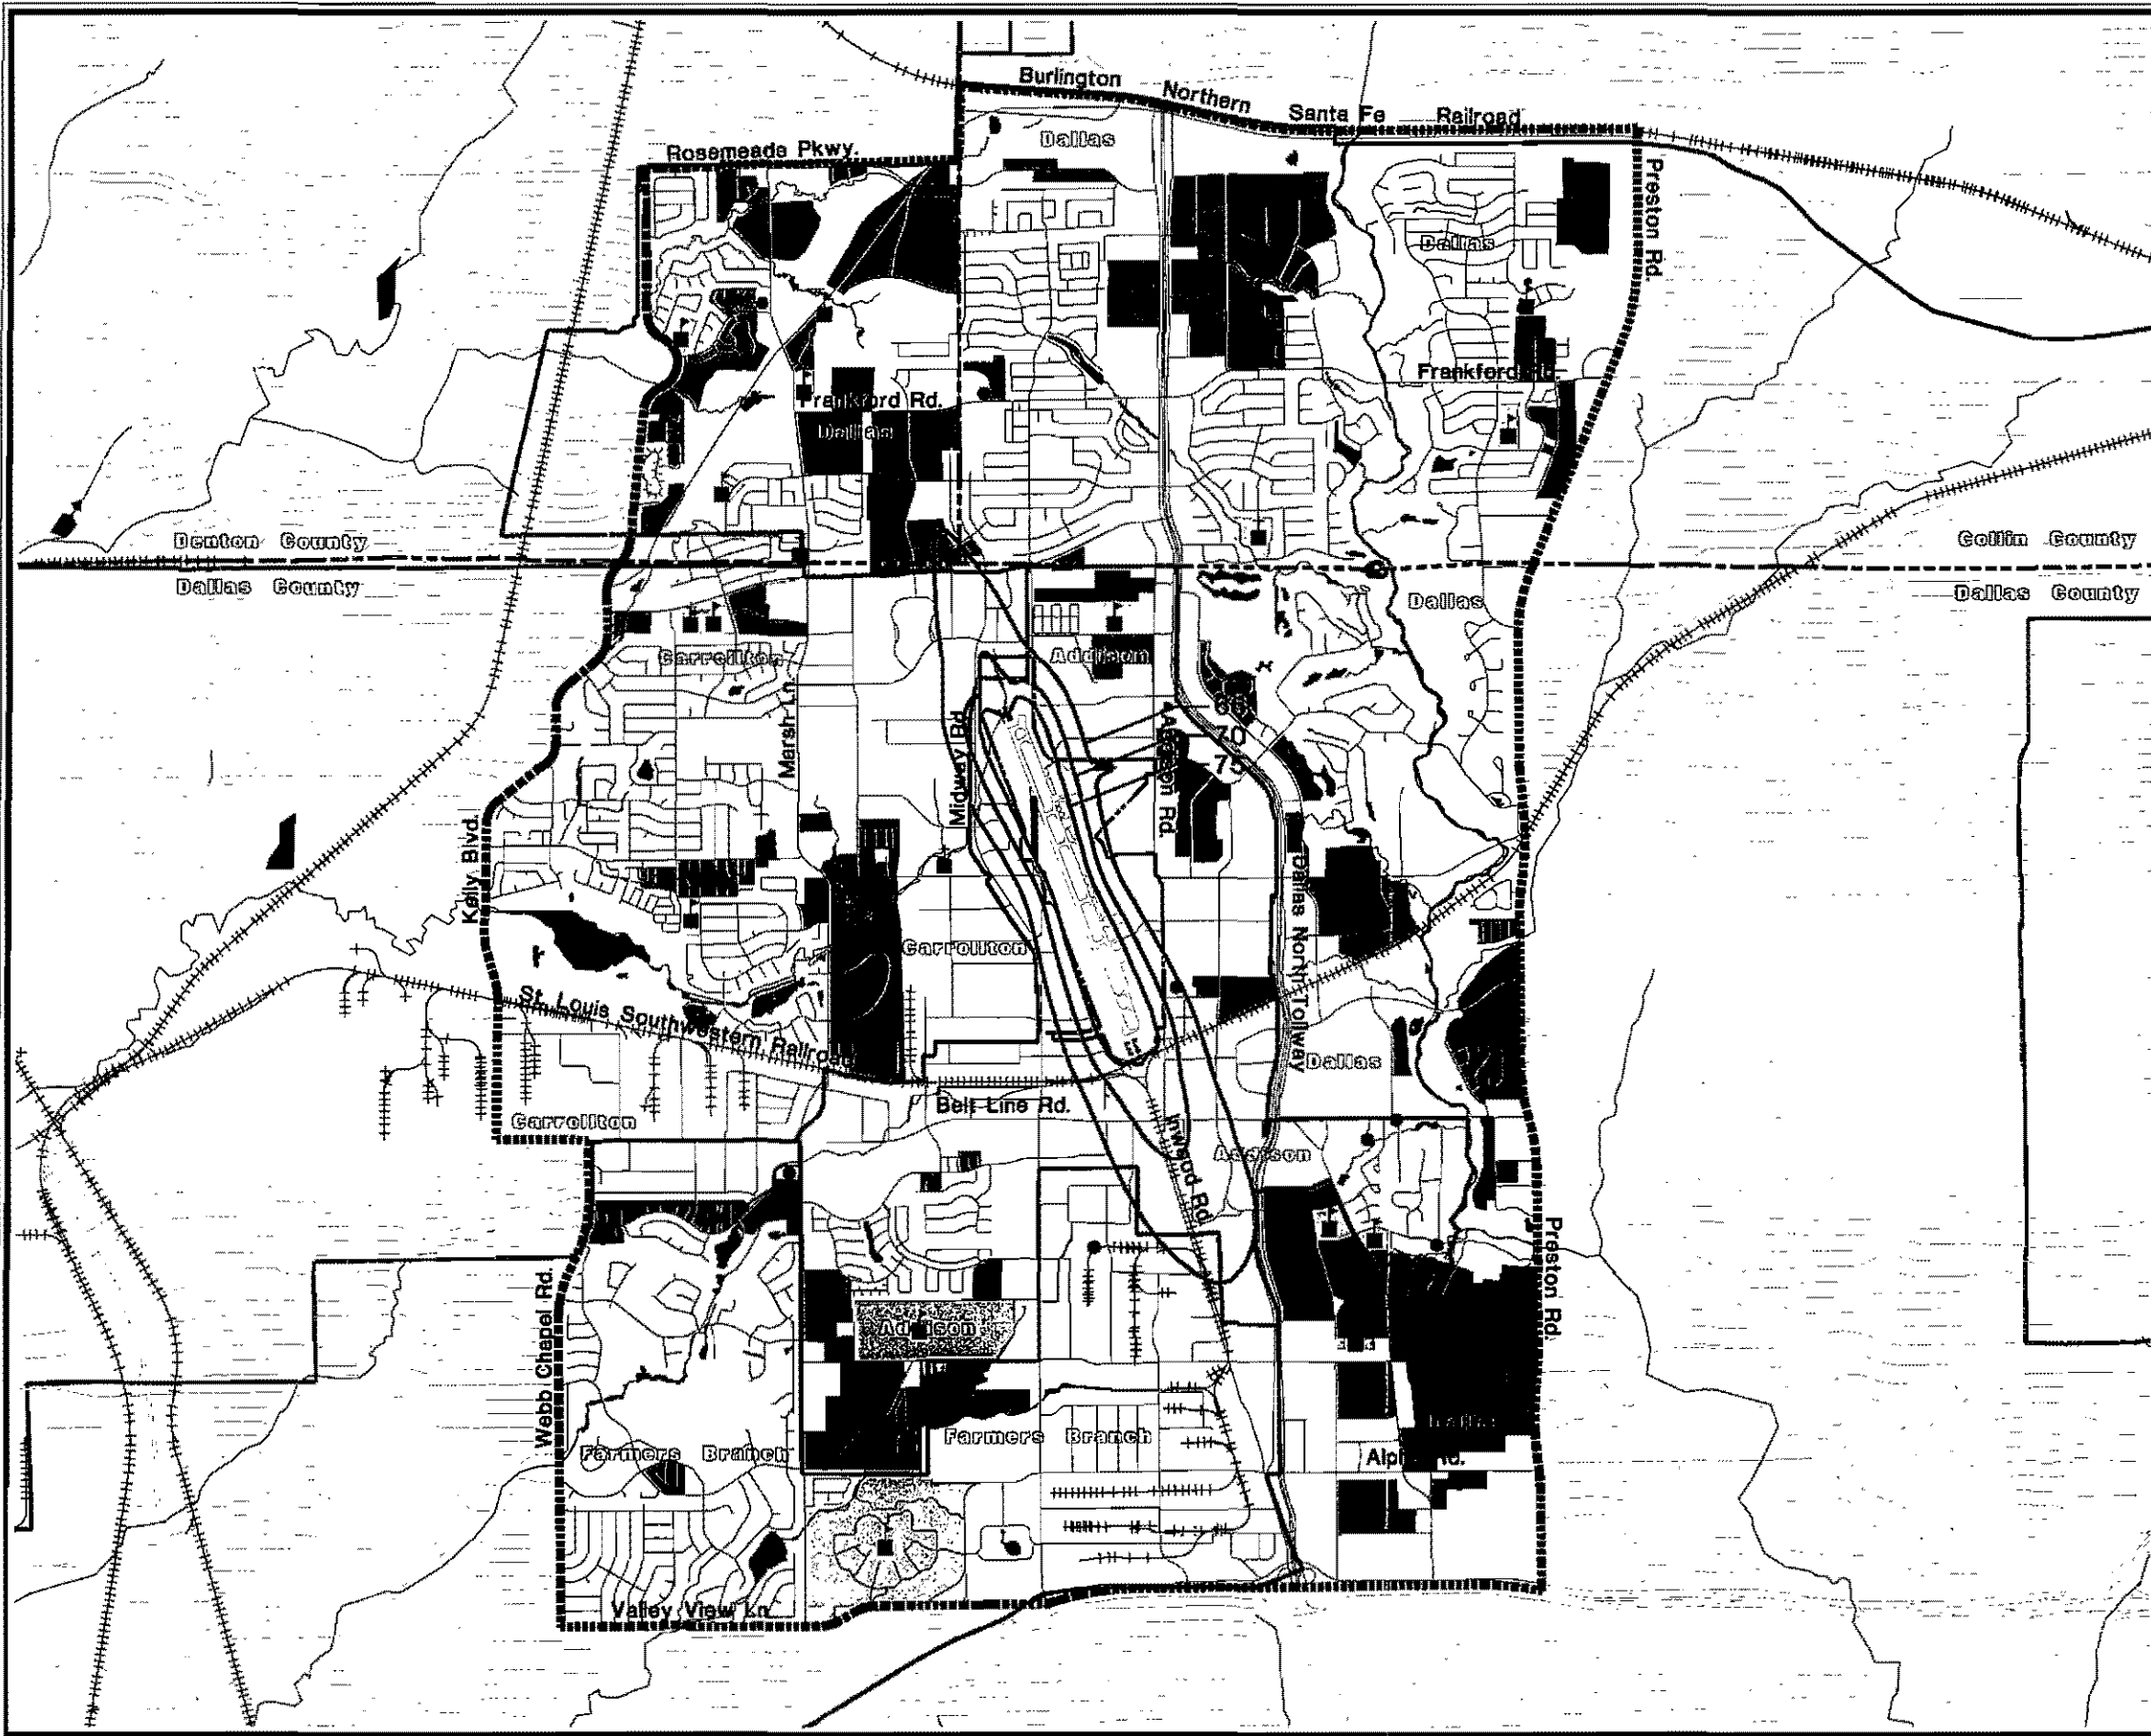 Burlington Northern Santa Fe Railroad
Dallas
Rosemeade Pkwy.
Preston Rd.
Dallas
Frankford Rd.
Frankford Rd.
Dallas
Denton County
Dallas County
Collin County
Dallas County
Dallas
Carrollton
Addison
Marsh Ln.
Midway Rd.
65
70
75
Addison Rd.
Kelly Blvd.
Dallas North Tollway
Carrollton
St. Louis Southwestern Railroad
Dallas
Belt Line Rd.
Carrollton
Inwood Rd.
Addison
Preston Rd.
Webb Chapel Rd.
Addison
Dallas
Farmers Branch
Farmers Branch
Alpha Rd.
Valley View Ln.